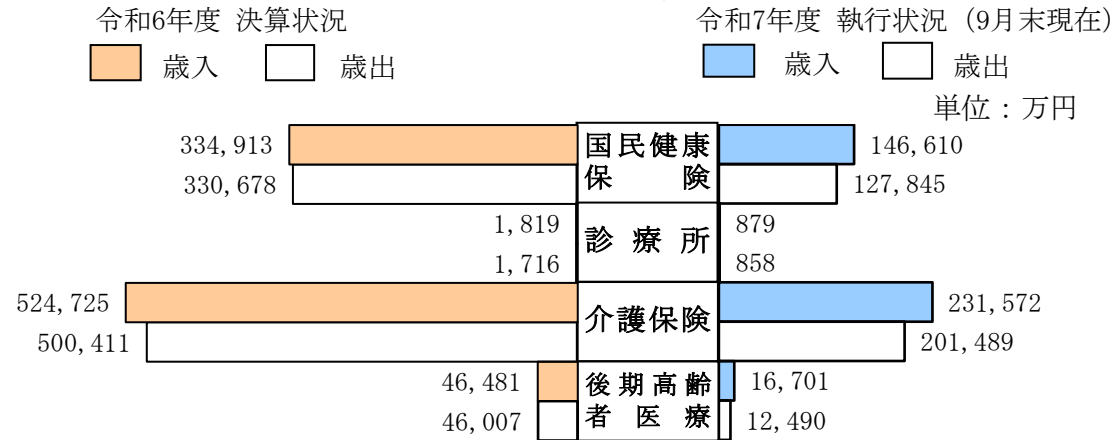 令和6年度 決算状況
歳入 歳出
令和7年度 執行状況（9月末現在）
歳入 歳出
単位：万円
334,913
330,678
国民健康
保険
146,610
127,845
1,819
1,716
診療所
879
858
524,725
500,411
介護保険
231,572
201,489
46,481
46,007
後期高齢
者医療
16,701
12,490